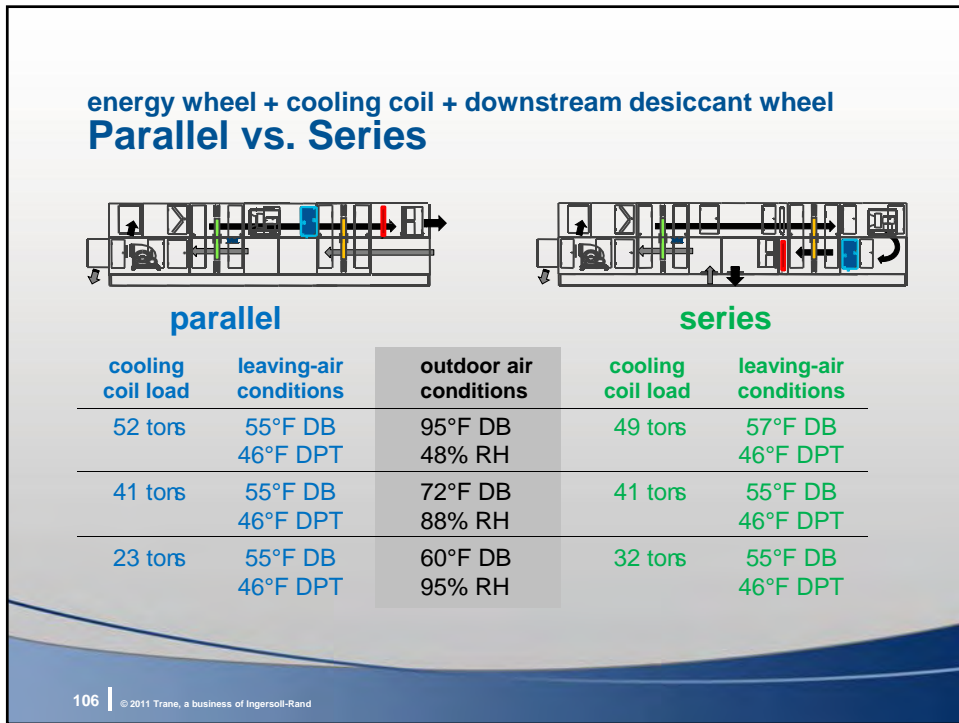 energy wheel + cooling coil + downstream desiccant wheel
Parallel vs. Series
parallel
series
cooling coil load
leaving-air conditions
outdoor air conditions
cooling coil load
leaving-air conditions
52 tons 55°F DB 95°F DB 49 tons 57°F DB
46°F DPT 48% RH 46°F DPT
41 tons 55°F DB 72°F DB 41 tons 55°F DB
46°F DPT 88% RH 46°F DPT
23 tons 55°F DB 60°F DB 32 tons 55°F DB
46°F DPT 95% RH 46°F DPT
106 © 2011 Trane, a business of Ingersoll-Rand